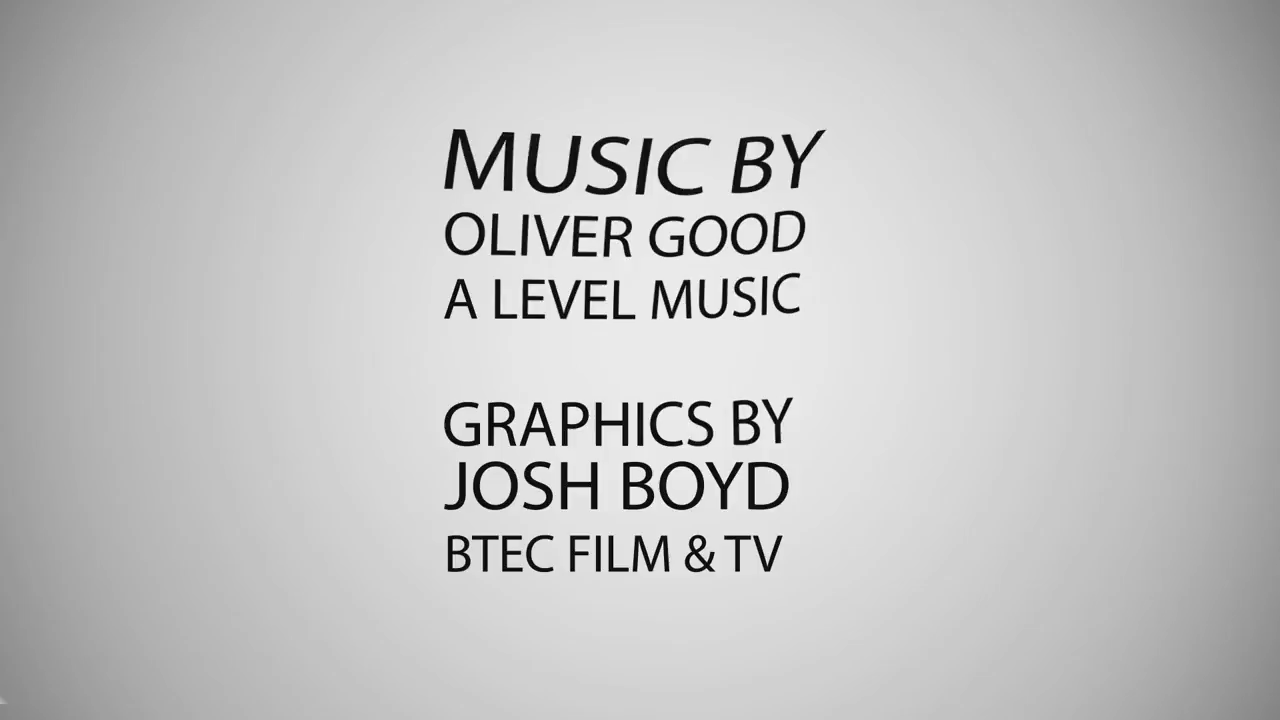 MUSIC BY
OLIVER GOOD
A LEVEL MUSIC
GRAPHICS BY
JOSH BOYD
BTEC FILM & TV